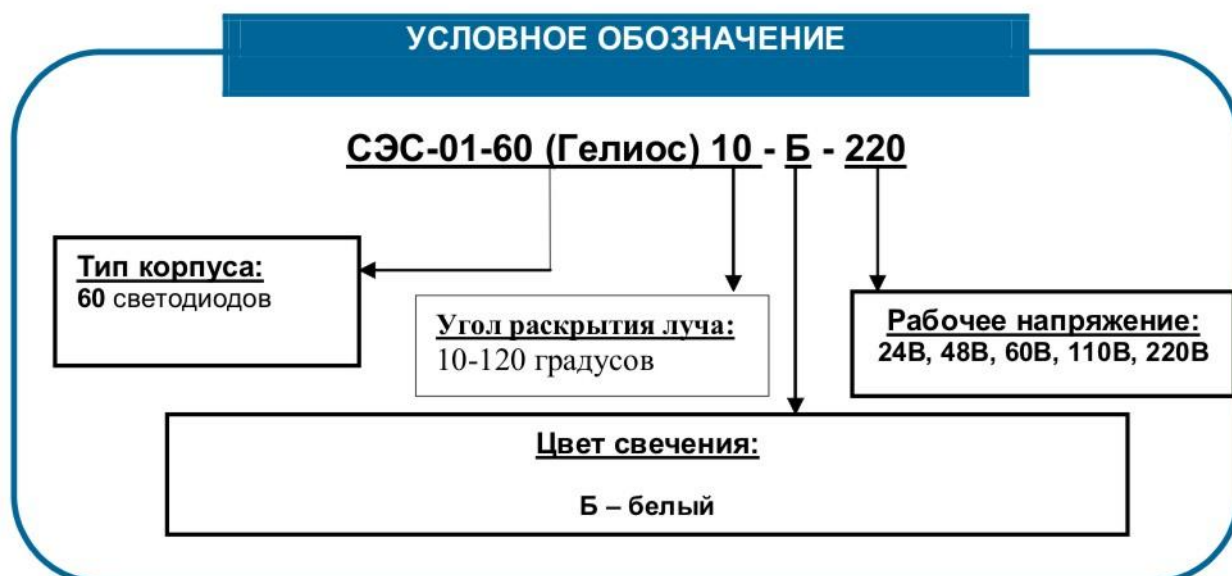 УСЛОВНОЕ ОБОЗНАЧЕНИЕ
СЭС-01-60 (Гелиос) 10 - Б - 220
Тип корпуса:
60 светодиодов
Угол раскрытия луча:
10-120 градусов
Рабочее напряжение:
24В, 48В, 60В, 110В, 220В
Цвет свечения:
Б – белый